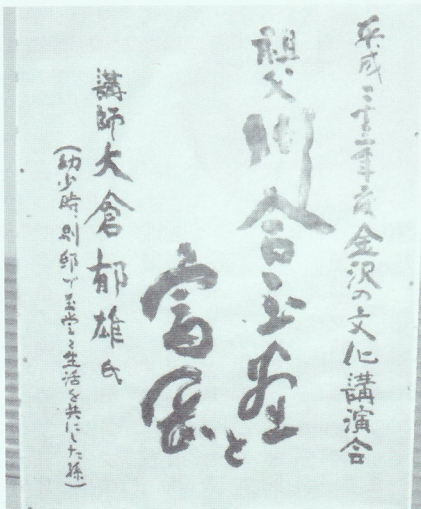 平成二十三年度 金沢の文化講演会
祖父川合玉堂と
富岡
講師 大倉郁雄氏
(幼少時、別邸で玉堂と生活を共にした孫)